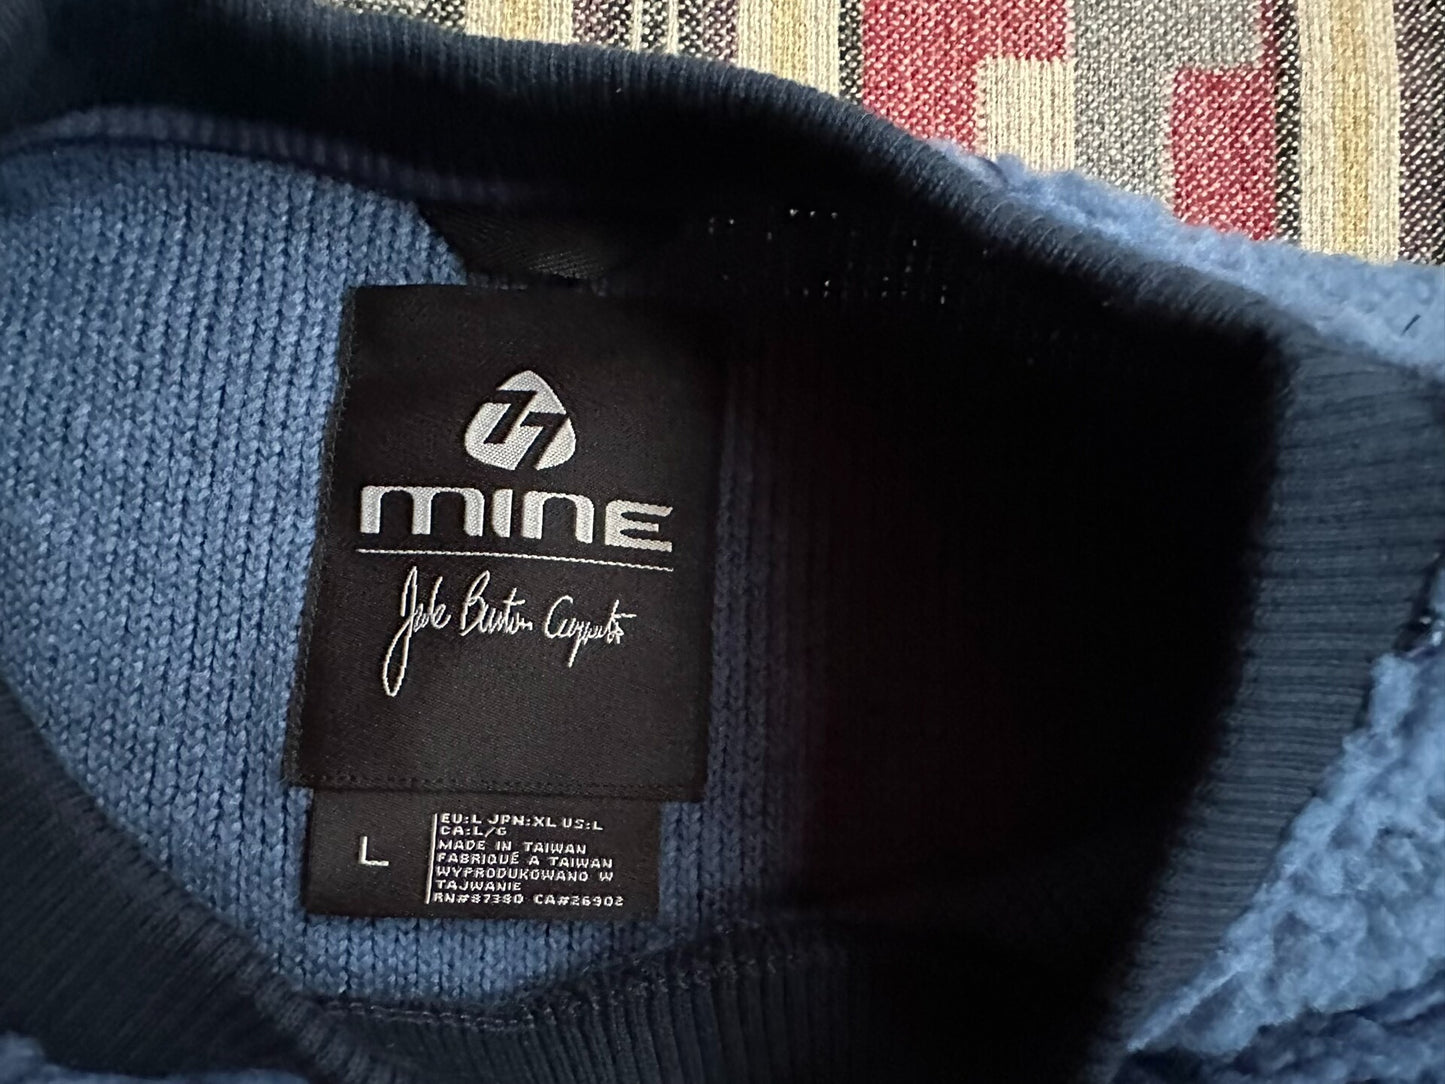 77
mine
Jake Burton Carpenter
L
EU:L JPN:XL US:L
CA:L/G
MADE IN TAIWAN
FABRIQUÉ A TAIWAN
WYPRODUKOWANO W
TAJWANIE
RN#87380 CA#26902